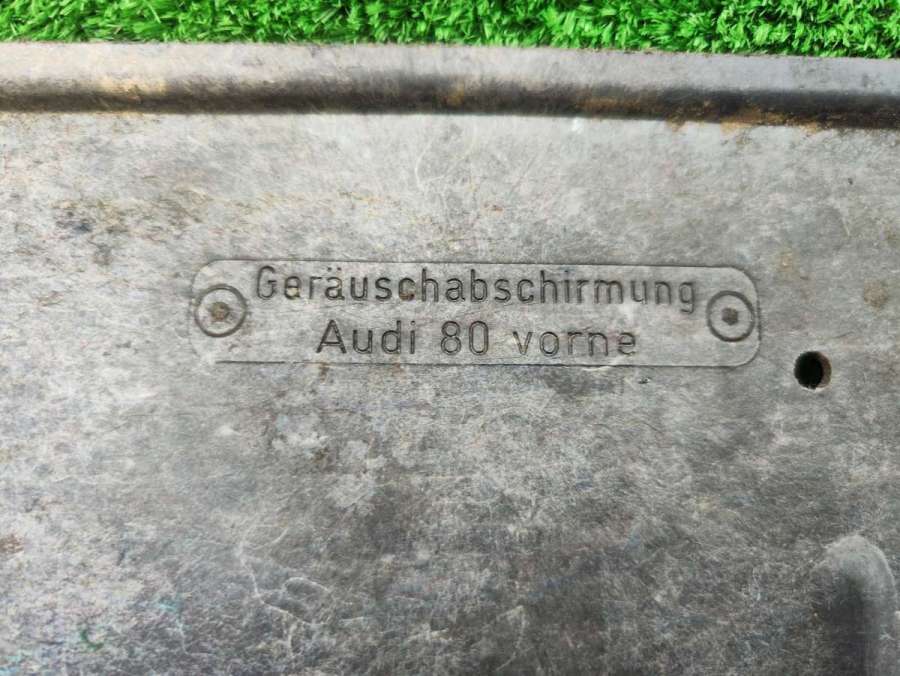 Geräuschabschirmung
Audi 80 vorne